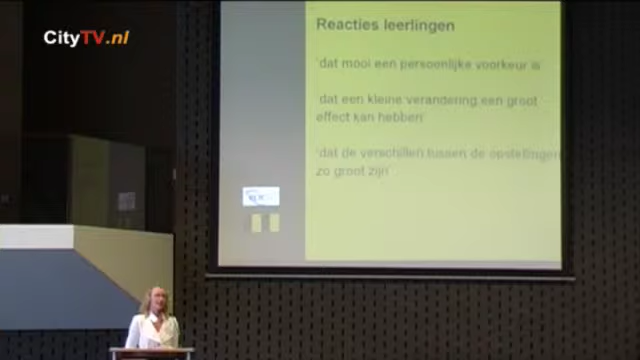 CityTV.nl
Reacties leerlingen
'dat mooi een persoonlijke voorkeur is
'dat een kleine verandering een groot
effect kan hebben'
'dat de verschillen tussen de opstellingen
zo groot zijn'